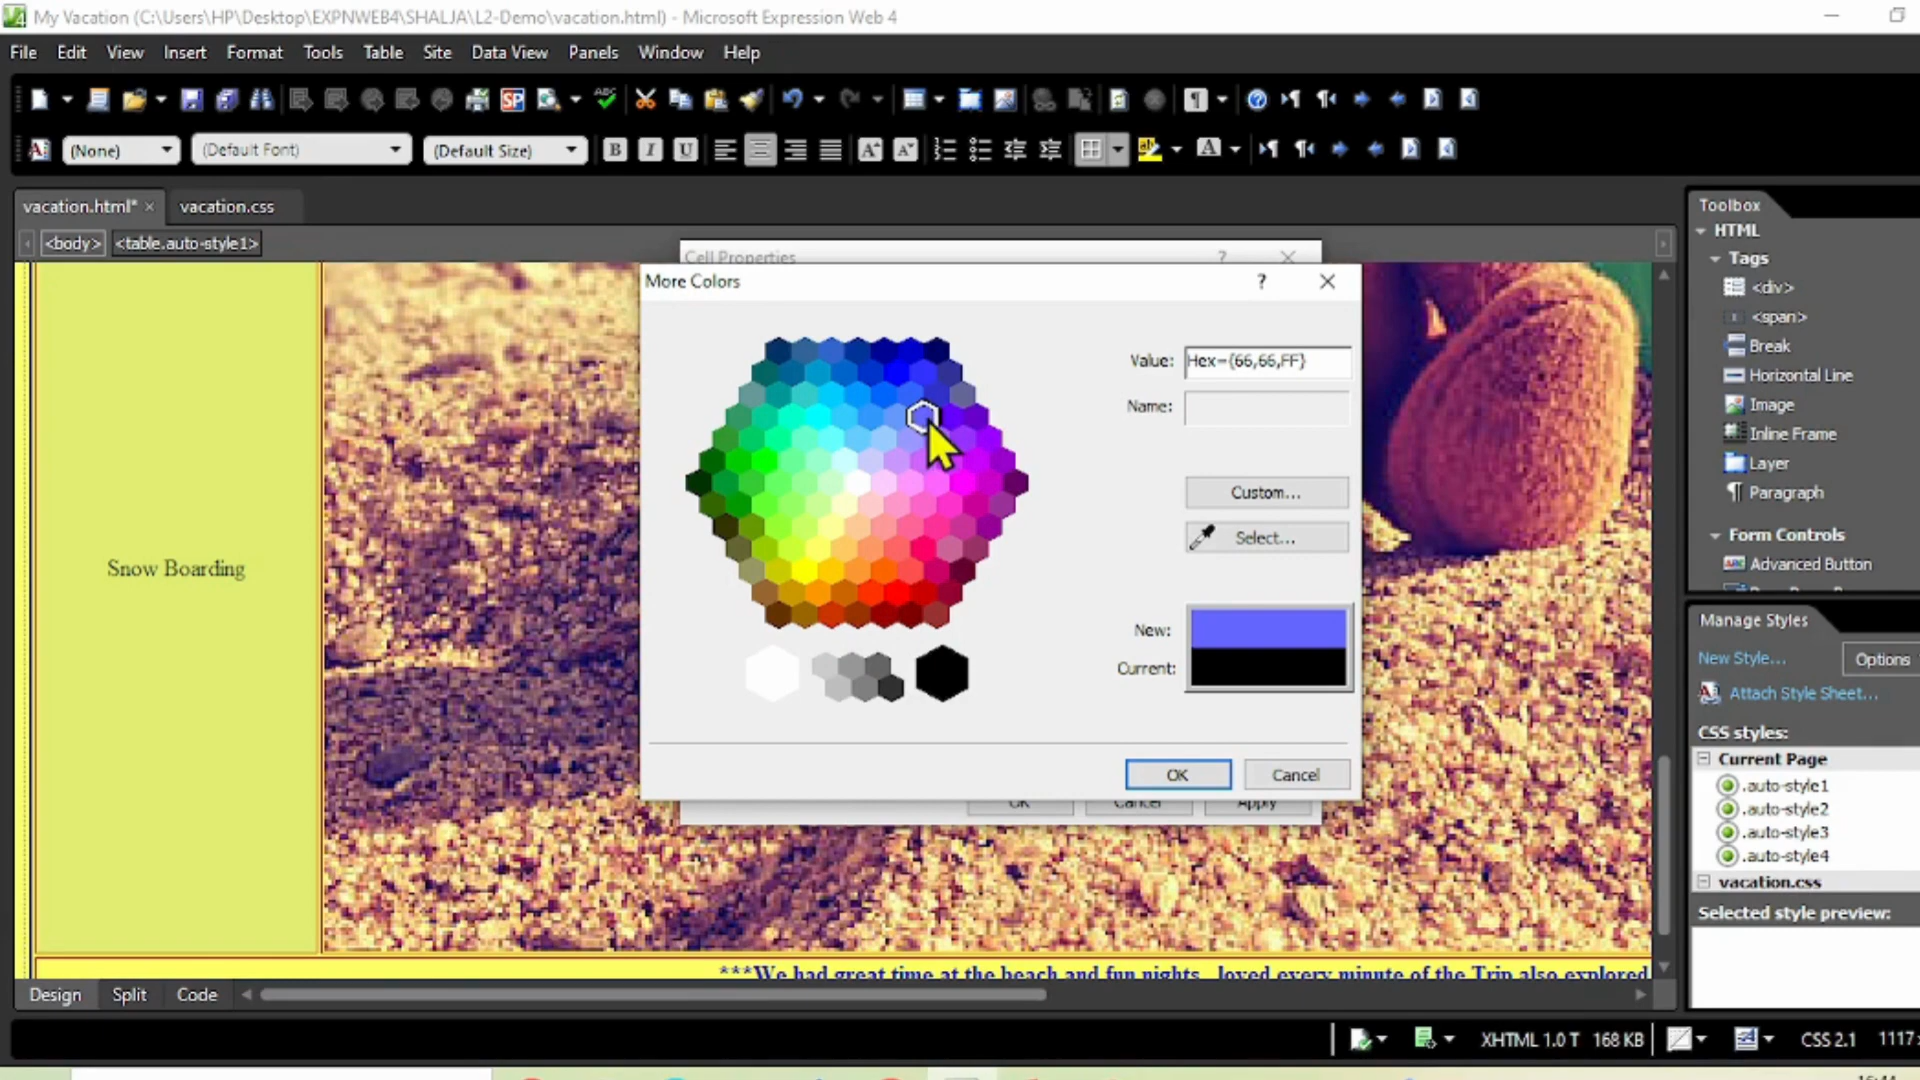 My Vacation (C:\Users\HP\Desktop\EXPNWEB4\SHALJA\L2-Demo\vacation.html) - Microsoft Expression Web 4
File Edit View Insert Format Tools Table Site Data View Panels Window Help
(None) (Default Font) (Default Size)
vacation.html* vacation.css
<body> <table.auto-style1>
Cell Properties
More Colors
Value: Hex={66,66,FF}
Name:
Custom...
Select...
New:
Current:
OK Cancel
OK Cancel Apply
Snow Boarding
***We had great time at the beach and fun nights, loved every minute of the Trip also explored
Design Split Code
Toolbox
HTML
Tags
<div>
<span>
Break
Horizontal Line
Image
Inline Frame
Layer
Paragraph
Form Controls
Advanced Button
Manage Styles
New Style... Options
Attach Style Sheet...
CSS styles:
Current Page
.auto-style1
.auto-style2
.auto-style3
.auto-style4
vacation.css
Selected style preview:
XHTML 1.0 T 168 KB CSS 2.1 1117